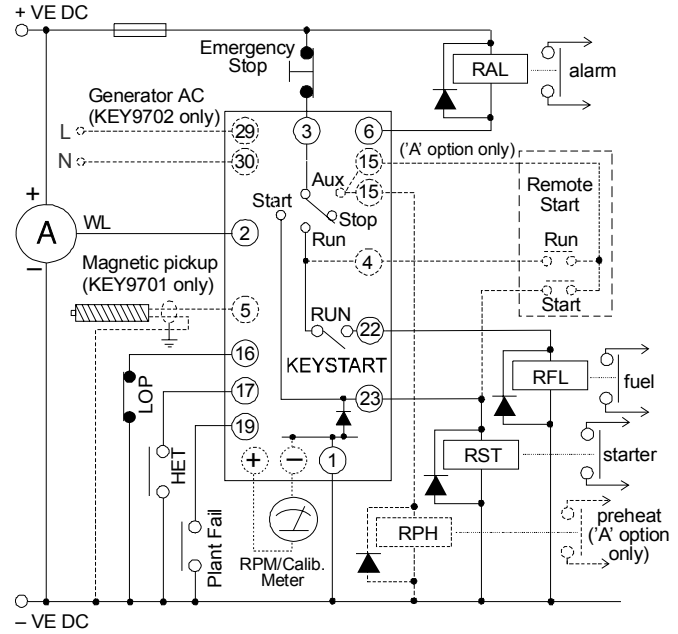 + VE DC
Emergency
Stop
RAL
alarm
Generator AC
(KEY9702 only)
L
29
3
6
N
30
15
('A' option only)
Aux
15
Remote
Start
Start
Stop
+
A
WL
2
Run
Run
4
–
Magnetic pickup
(KEY9701 only)
Start
5
RUN
22
16
KEYSTART
RFL
fuel
LOP
17
23
19
HET
RST
starter
+
–
1
Plant Fail
RPH
preheat
('A' option
only)
RPM/Calib.
Meter
– VE DC